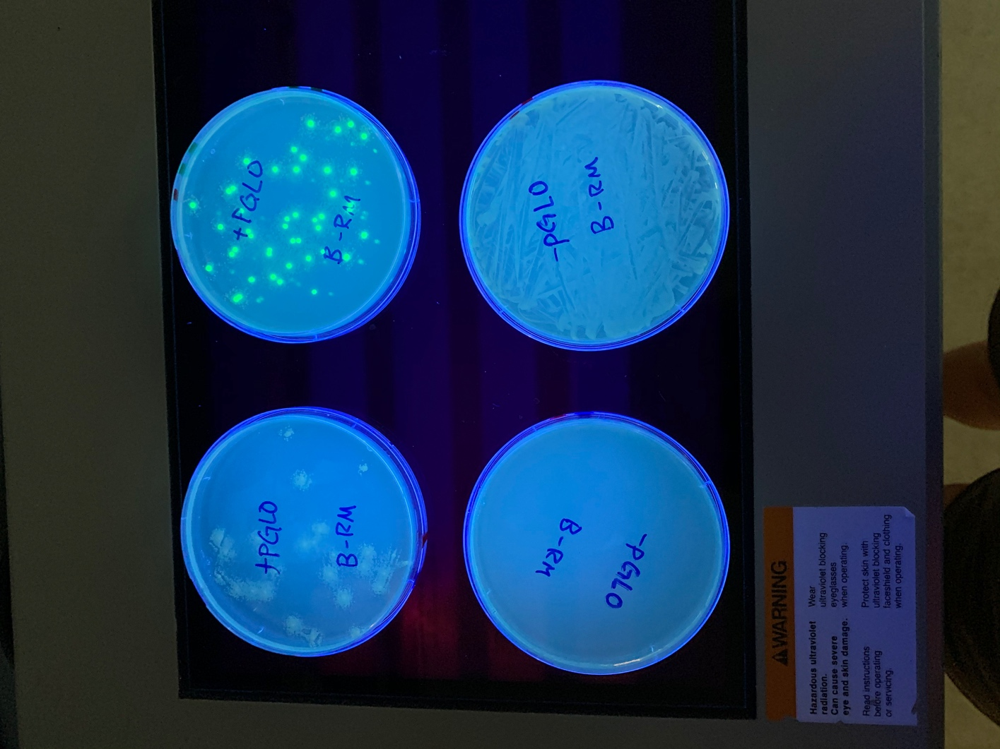 +PGLO
B-RM
-pGLO
B-RM
+PGLO
B-RM
-PGLO
B-RM
⚠WARNING
Hazardous ultraviolet
radiation.
Can cause severe
eye and skin damage.
Read instructions
before operating
or servicing.
Wear
ultraviolet blocking
eyeglasses
when operating.
Protect skin with
ultraviolet blocking
faceshield and clothing
when operating.